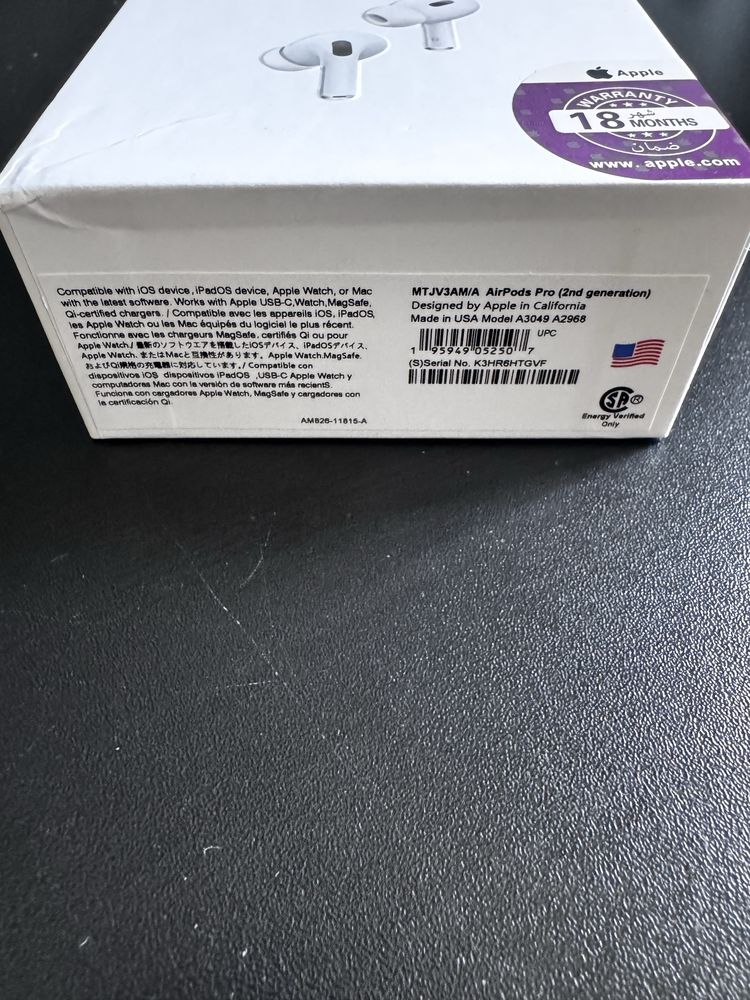 Apple
WARRANTY
18 شهر
MONTHS
ضمان
www. apple.com
Compatible with iOS device, iPadOS device, Apple Watch, or Mac
with the latest software. Works with Apple USB-C,Watch,MagSafe,
Qi-certified chargers. / Compatible avec les appareils iOS, iPadOS,
les Apple Watch ou les Mac équipés du logiciel le plus récent.
Fonctionne avec les chargeurs MagSafe, certifiés Qi ou pour
Apple Watch./ 最新のソフトウエアを搭載したiOSデバイス、iPadOSデバイス、
Apple Watch、またはMacと互換性があります。Apple Watch.MagSafe.
およびQi規格の充電器に対応しています。/ Compatible con
dispositivos iOS dispositivos iPadOS ,USB-C Apple Watch y
computadoras Mac con la versión de software más recientS.
Funciona con cargadores Apple Watch, MagSafe y cargadores con
la certificación Qi.
AM826-11815-A
MTJV3AM/A AirPods Pro (2nd generation)
Designed by Apple in California
Made in USA Model A3049 A2968
UPC
1 95949 05250 7
(S)Serial No. K3HR6HTGVF
SA ®
Energy Verified
Only